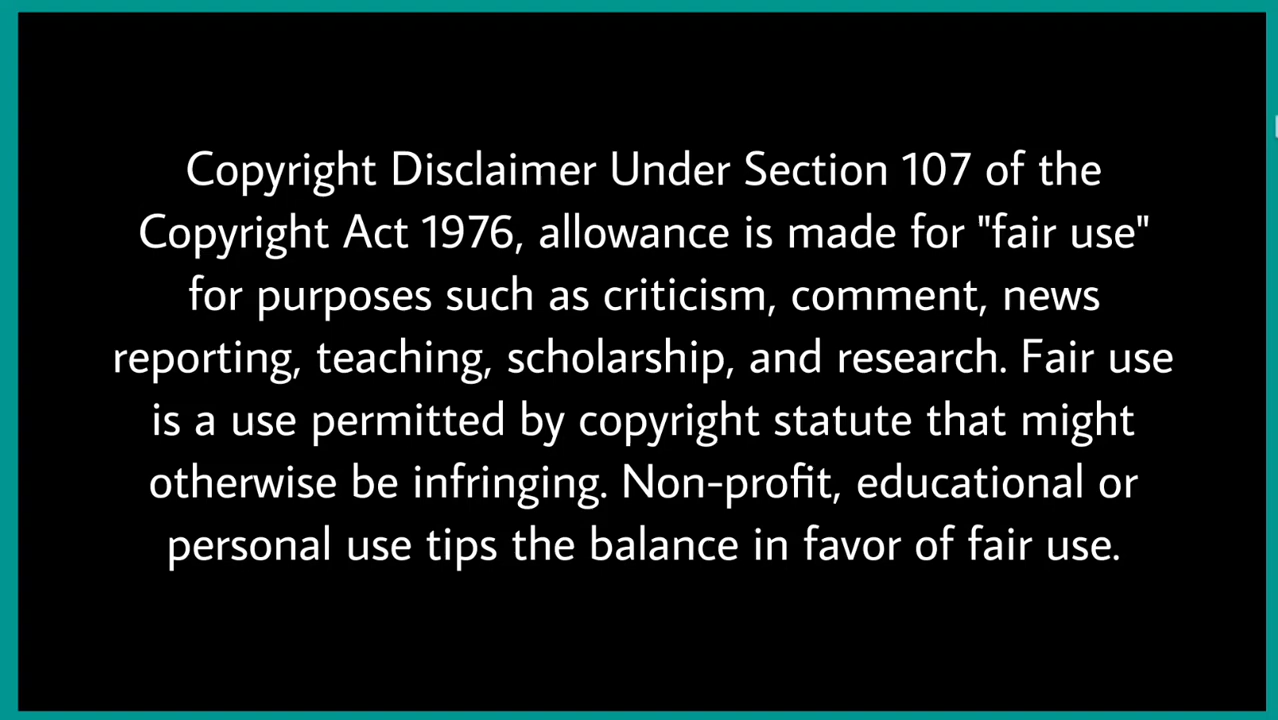 Copyright Disclaimer Under Section 107 of the
Copyright Act 1976, allowance is made for "fair use"
for purposes such as criticism, comment, news
reporting, teaching, scholarship, and research. Fair use
is a use permitted by copyright statute that might
otherwise be infringing. Non-profit, educational or
personal use tips the balance in favor of fair use.